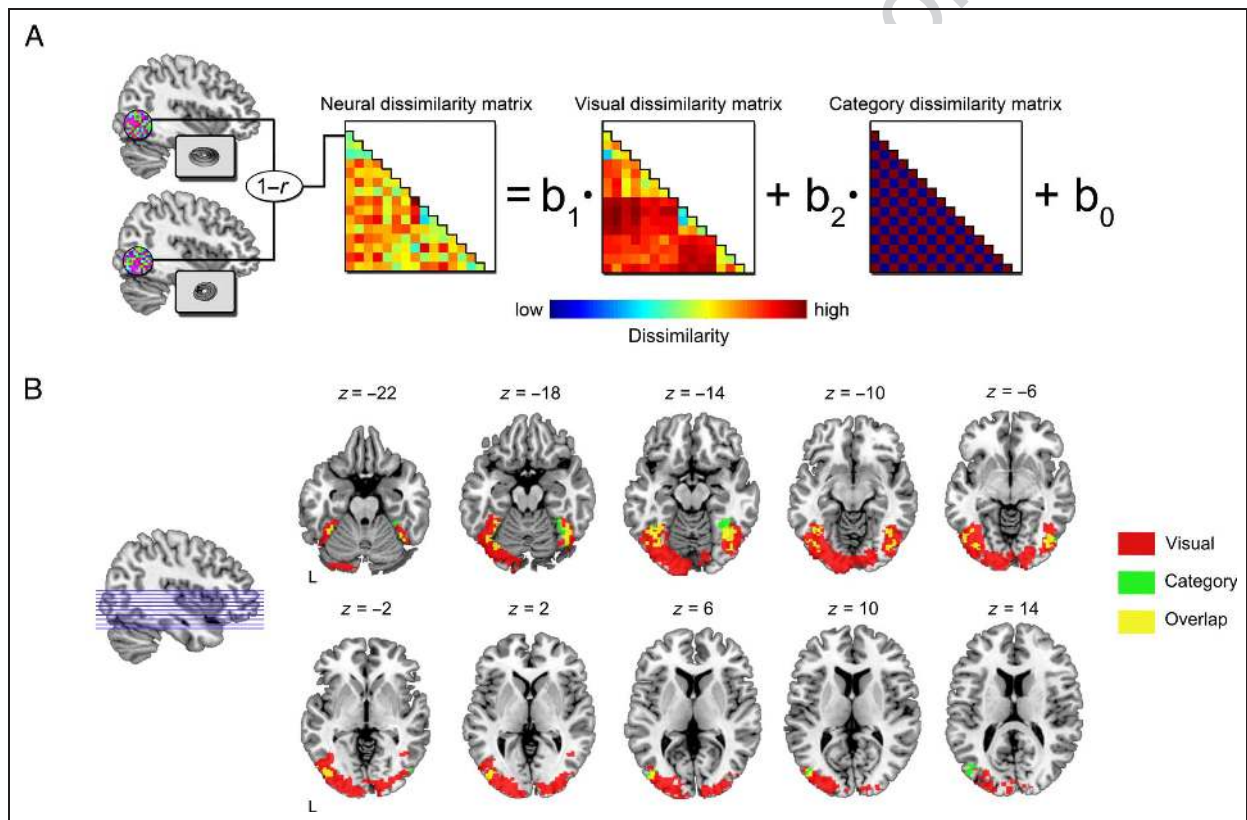 A
Neural dissimilarity matrix
Visual dissimilarity matrix
Category dissimilarity matrix
1–r
= b1 · + b2 · + b0
low
high
Dissimilarity
B
z = –22
z = –18
z = –14
z = –10
z = –6
L
Visual
Category
Overlap
z = –2
z = 2
z = 6
z = 10
z = 14
L